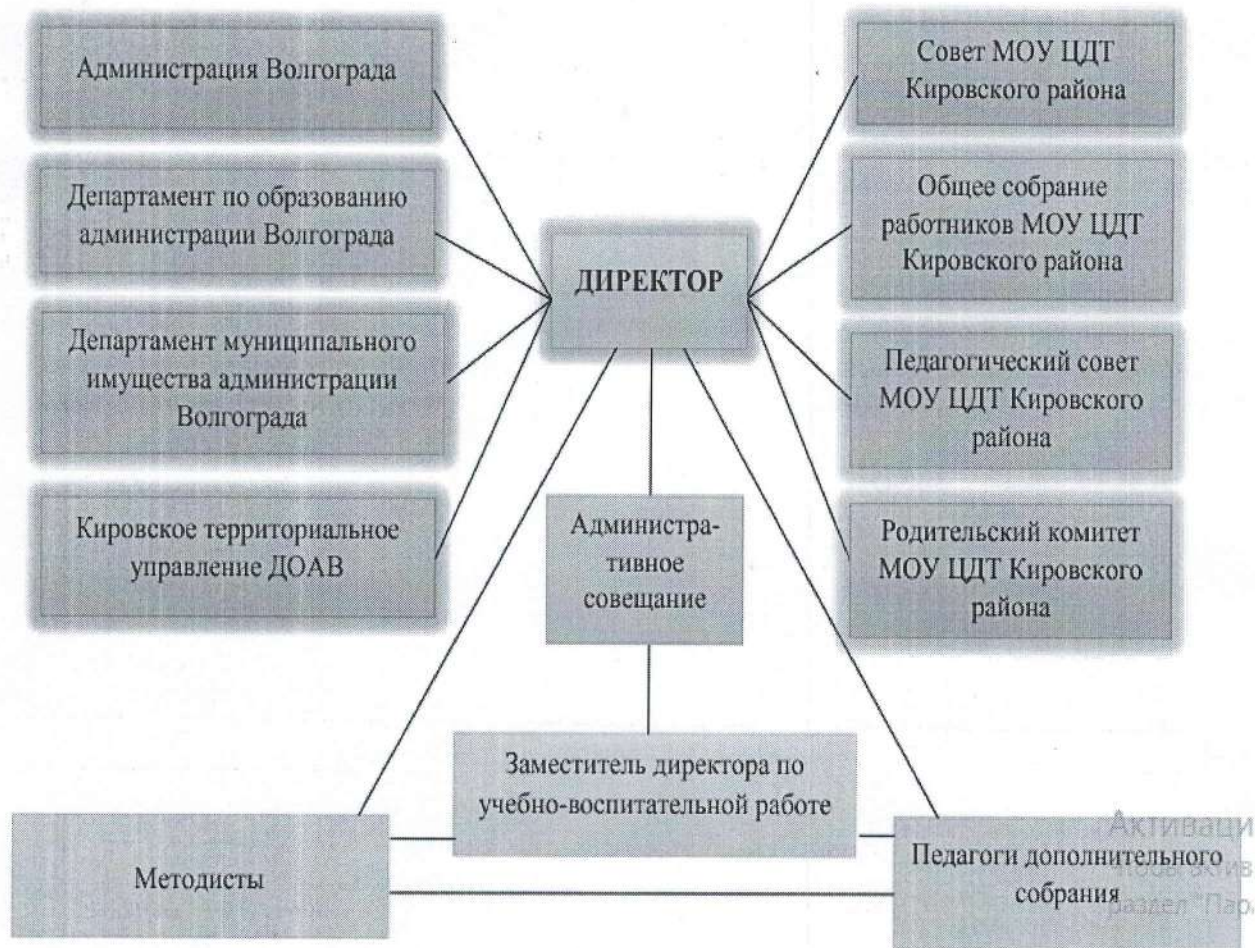 Администрация Волгограда
Департамент по образованию
администрации Волгограда
Департамент муниципального
имущества администрации
Волгограда
Кировское территориальное
управление ДОАВ
ДИРЕКТОР
Администра-
тивное
совещание
Совет МОУ ЦДТ
Кировского района
Общее собрание
работников МОУ ЦДТ
Кировского района
Педагогический совет
МОУ ЦДТ Кировского
района
Родительский комитет
МОУ ЦДТ Кировского
района
Заместитель директора по
учебно-воспитательной работе
Методисты
Педагоги дополнительного
собрания
Активаци
раздел "Пара